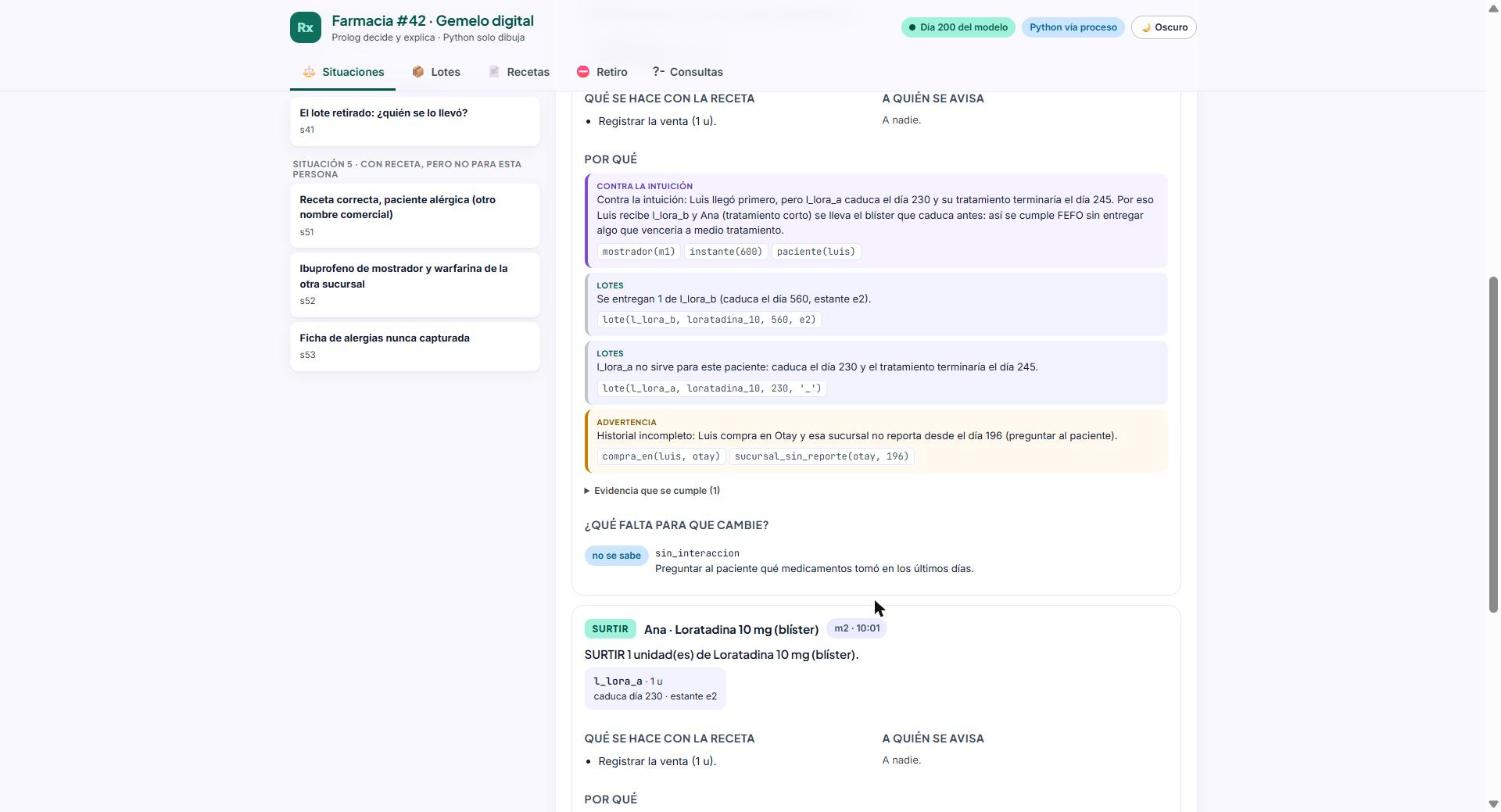 Rx
Farmacia #42 · Gemelo digital
Prolog decide y explica · Python solo dibuja
Día 200 del modelo
Python vía proceso
Oscuro
Situaciones
Lotes
Recetas
Retiro
?- Consultas
El lote retirado: ¿quién se lo llevó?
s41
SITUACIÓN 5 · CON RECETA, PERO NO PARA ESTA
PERSONA
Receta correcta, paciente alérgica (otro
nombre comercial)
s51
Ibuprofeno de mostrador y warfarina de la
otra sucursal
s52
Ficha de alergias nunca capturada
s53
QUÉ SE HACE CON LA RECETA
• Registrar la venta (1 u).
A QUIÉN SE AVISA
A nadie.
POR QUÉ
CONTRA LA INTUICIÓN
Contra la intuición: Luis llegó primero, pero l_lora_a caduca el día 230 y su tratamiento terminaría el día 245. Por eso
Luis recibe l_lora_b y Ana (tratamiento corto) se lleva el blíster que caduca antes: así se cumple FEFO sin entregar
algo que vencería a medio tratamiento.
mostrador(m1) instante(600) paciente(luis)
LOTES
Se entregan 1 de l_lora_b (caduca el día 560, estante e2).
lote(l_lora_b, loratadina_10, 560, e2)
LOTES
l_lora_a no sirve para este paciente: caduca el día 230 y el tratamiento terminaría el día 245.
lote(l_lora_a, loratadina_10, 230, '_')
ADVERTENCIA
Historial incompleto: Luis compra en Otay y esa sucursal no reporta desde el día 196 (preguntar al paciente).
compra_en(luis, otay) sucursal_sin_reporte(otay, 196)
Evidencia que se cumple (1)
¿QUÉ FALTA PARA QUE CAMBIE?
no se sabe
sin_interaccion
Preguntar al paciente qué medicamentos tomó en los últimos días.
SURTIR Ana · Loratadina 10 mg (blíster) m2 · 10:01
SURTIR 1 unidad(es) de Loratadina 10 mg (blíster).
l_lora_a · 1 u
caduca día 230 · estante e2
QUÉ SE HACE CON LA RECETA
• Registrar la venta (1 u).
A QUIÉN SE AVISA
A nadie.
POR QUÉ